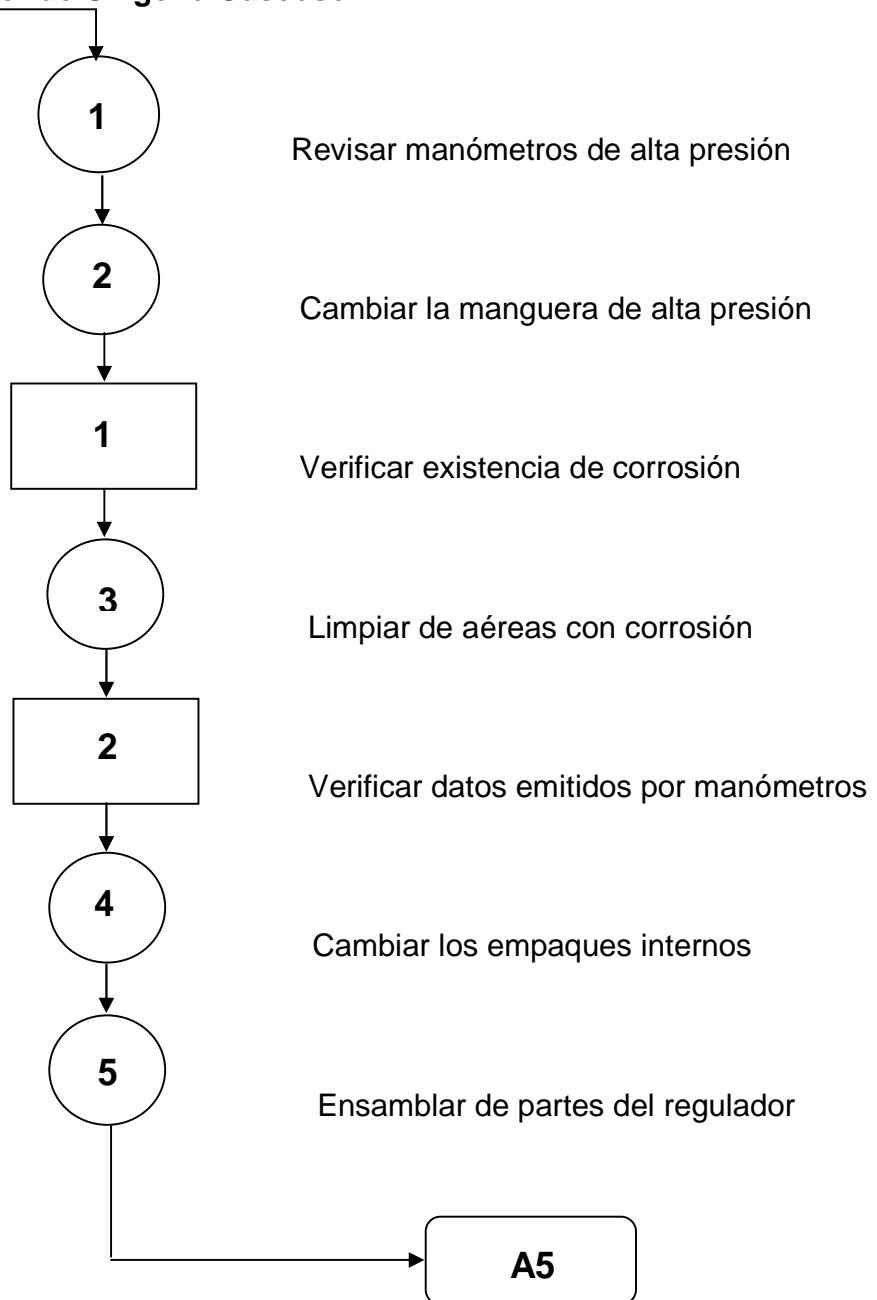 1
Revisar manómetros de alta presión
2
Cambiar la manguera de alta presión
1
Verificar existencia de corrosión
3
Limpiar de aéreas con corrosión
2
Verificar datos emitidos por manómetros
4
Cambiar los empaques internos
5
Ensamblar de partes del regulador
A5